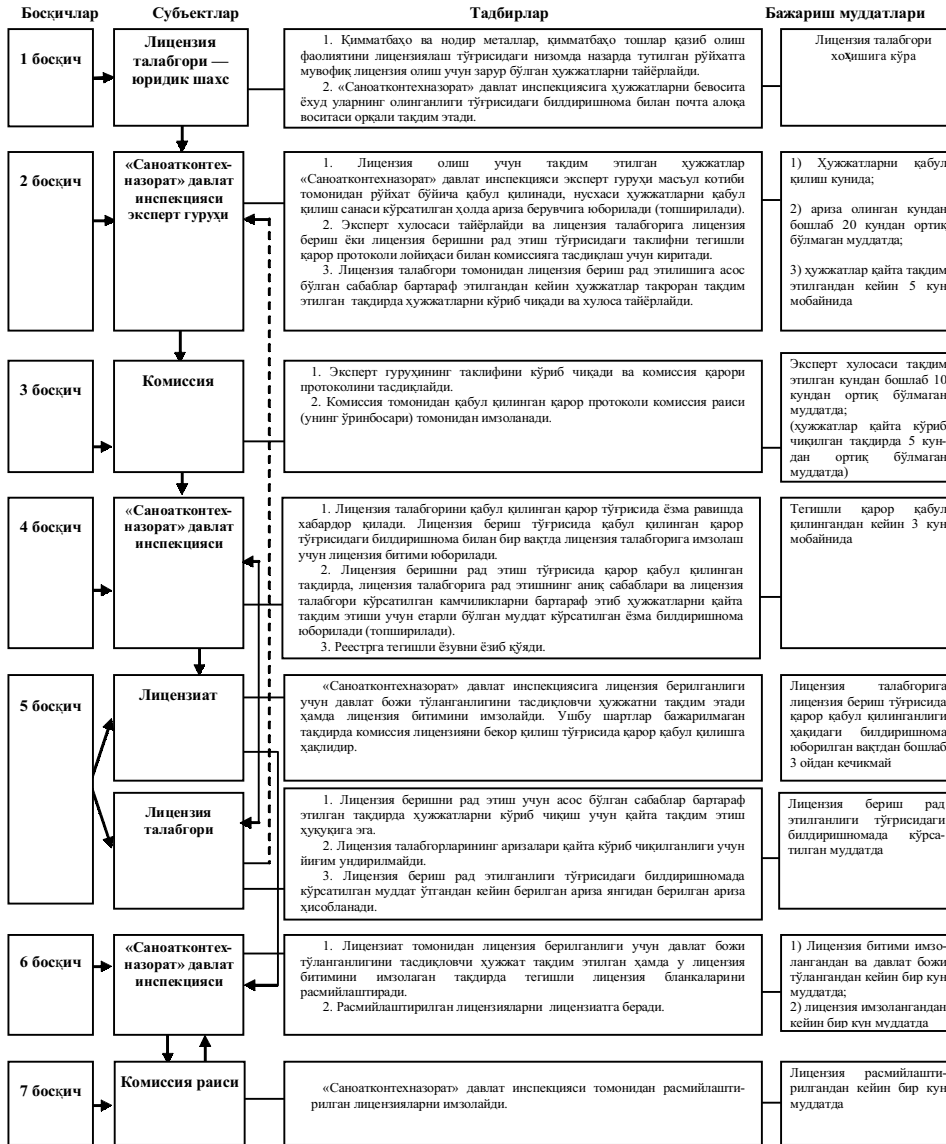 Босқичлар Субъектлар Тадбирлар Бажариш муддатлари
1 босқич
Лицензия
талабгори —
юридик шахс
1. Қимматбаҳо ва нодир металлар, қимматбаҳо тошлар қазиб олиш
фаолиятини лицензиялаш тўғрисидаги низомда назарда тутилган рўйхатга
мувофиқ лицензия олиш учун зарур бўлган ҳужжатларни тайёрлайди.
2. «Саноатконтехназорат» давлат инспекциясига ҳужжатларни бевосита
ёхуд уларнинг олинганлиги тўғрисидаги билдиришнома билан почта алоқа
воситаси орқали тақдим этади.
Лицензия талабгори
хоҳишига кўра
2 босқич
«Саноатконтех-
назорат» давлат
инспекцияси
эксперт гуруҳи
1. Лицензия олиш учун тақдим этилган ҳужжатлар
«Саноатконтехназорат» давлат инспекцияси эксперт гуруҳи масъул котиби
томонидан рўйхат бўйича қабул қилинади, нусхаси ҳужжатларни қабул
қилиш санаси кўрсатилган ҳолда ариза берувчига юборилади (топширилади).
2. Эксперт хулосаси тайёрлайди ва лицензия талабгорига лицензия
бериш ёки лицензия беришни рад этиш тўғрисидаги таклифни тегишли
қарор протоколи лойиҳаси билан комиссияга тасдиқлаш учун киритади.
3. Лицензия талабгори томонидан лицензия бериш рад этилишига асос
бўлган сабаблар бартараф этилгандан кейин ҳужжатлар такроран тақдим
этилган тақдирда ҳужжатларни кўриб чиқади ва хулоса тайёрлайди.
1) Ҳужжатларни қабул
қилиш кунида;
2) ариза олинган кундан
бошлаб 20 кундан ортиқ
бўлмаган муддатда;
3) ҳужжатлар қайта тақдим
этилгандан кейин 5 кун
мобайнида
3 босқич
Комиссия
1. Эксперт гуруҳининг таклифини кўриб чиқади ва комиссия қарори
протоколини тасдиқлайди.
2. Комиссия томонидан қабул қилинган қарор протоколи комиссия раиси
(унинг ўринбосари) томонидан имзоланади.
Эксперт хулосаси тақдим
этилган кундан бошлаб 10
кундан ортиқ бўлмаган
муддатда;
(ҳужжатлар қайта кўриб
чиқилган тақдирда 5 кун-
дан ортиқ бўлмаган
муддатда)
4 босқич
«Саноатконтех-
назорат» давлат
инспекцияси
1. Лицензия талабгорини қабул қилинган қарор тўғрисида ёзма равишда
хабардор қилади. Лицензия бериш тўғрисида қабул қилинган қарор
тўғрисидаги билдиришнома билан бир вақтда лицензия талабгорига имзолаш
учун лицензия битими юборилади.
2. Лицензия беришни рад этиш тўғрисида қарор қабул қилинган
тақдирда, лицензия талабгорига рад этишнинг аниқ сабаблари ва лицензия
талабгори кўрсатилган камчиликларни бартараф этиб ҳужжатларни қайта
тақдим этиши учун етарли бўлган муддат кўрсатилган ёзма билдиришнома
юборилади (топширилади).
3. Реестрга тегишли ёзувни ёзиб қўяди.
Тегишли қарор қабул
қилингандан кейин 3 кун
мобайнида
5 босқич
Лицензиат
«Саноатконтехназорат» давлат инспекциясига лицензия берилганлиги
учун давлат божи тўланганлигини тасдиқловчи ҳужжатни тақдим этади
ҳамда лицензия битимини имзолайди. Ушбу шартлар бажарилмаган
тақдирда комиссия лицензияни бекор қилиш тўғрисида қарор қабул қилишга
ҳақлидир.
Лицензия талабгорига
лицензия бериш тўғрисида
қарор қабул қилинганлиги
ҳақидаги билдиришнома
юборилган вақтдан бошлаб
3 ойдан кечикмай
Лицензия
талабгори
1. Лицензия беришни рад этиш учун асос бўлган сабаблар бартараф
этилган тақдирда ҳужжатларни кўриб чиқиш учун қайта тақдим этиш
ҳуқуқига эга.
2. Лицензия талабгорларининг аризалари қайта кўриб чиқилганлиги учун
йиғим ундирилмайди.
3. Лицензия бериш рад этилганлиги тўғрисидаги билдиришномада
кўрсатилган муддат ўтгандан кейин берилган ариза янгидан берилган ариза
ҳисобланади.
Лицензия бериш рад
этилганлиги тўғрисидаги
билдиришномада кўрса-
тилган муддатда
6 босқич
«Саноатконтех-
назорат» давлат
инспекцияси
1. Лицензиат томонидан лицензия берилганлиги учун давлат божи
тўланганлигини тасдиқловчи ҳужжат тақдим этилган ҳамда у лицензия
битимини имзолаган тақдирда тегишли лицензия бланкаларини
расмийлаштиради.
2. Расмийлаштирилган лицензияларни лицензиатга беради.
1) Лицензия битими имзо-
лангандан ва давлат божи
тўлангандан кейин бир кун
муддатда;
2) лицензия имзолангандан
кейин бир кун муддатда
7 босқич
Комиссия раиси
«Саноатконтехназорат» давлат инспекцияси томонидан расмийлашти-
рилган лицензияларни имзолайди.
Лицензия расмийлашти-
рилгандан кейин бир кун
муддатда